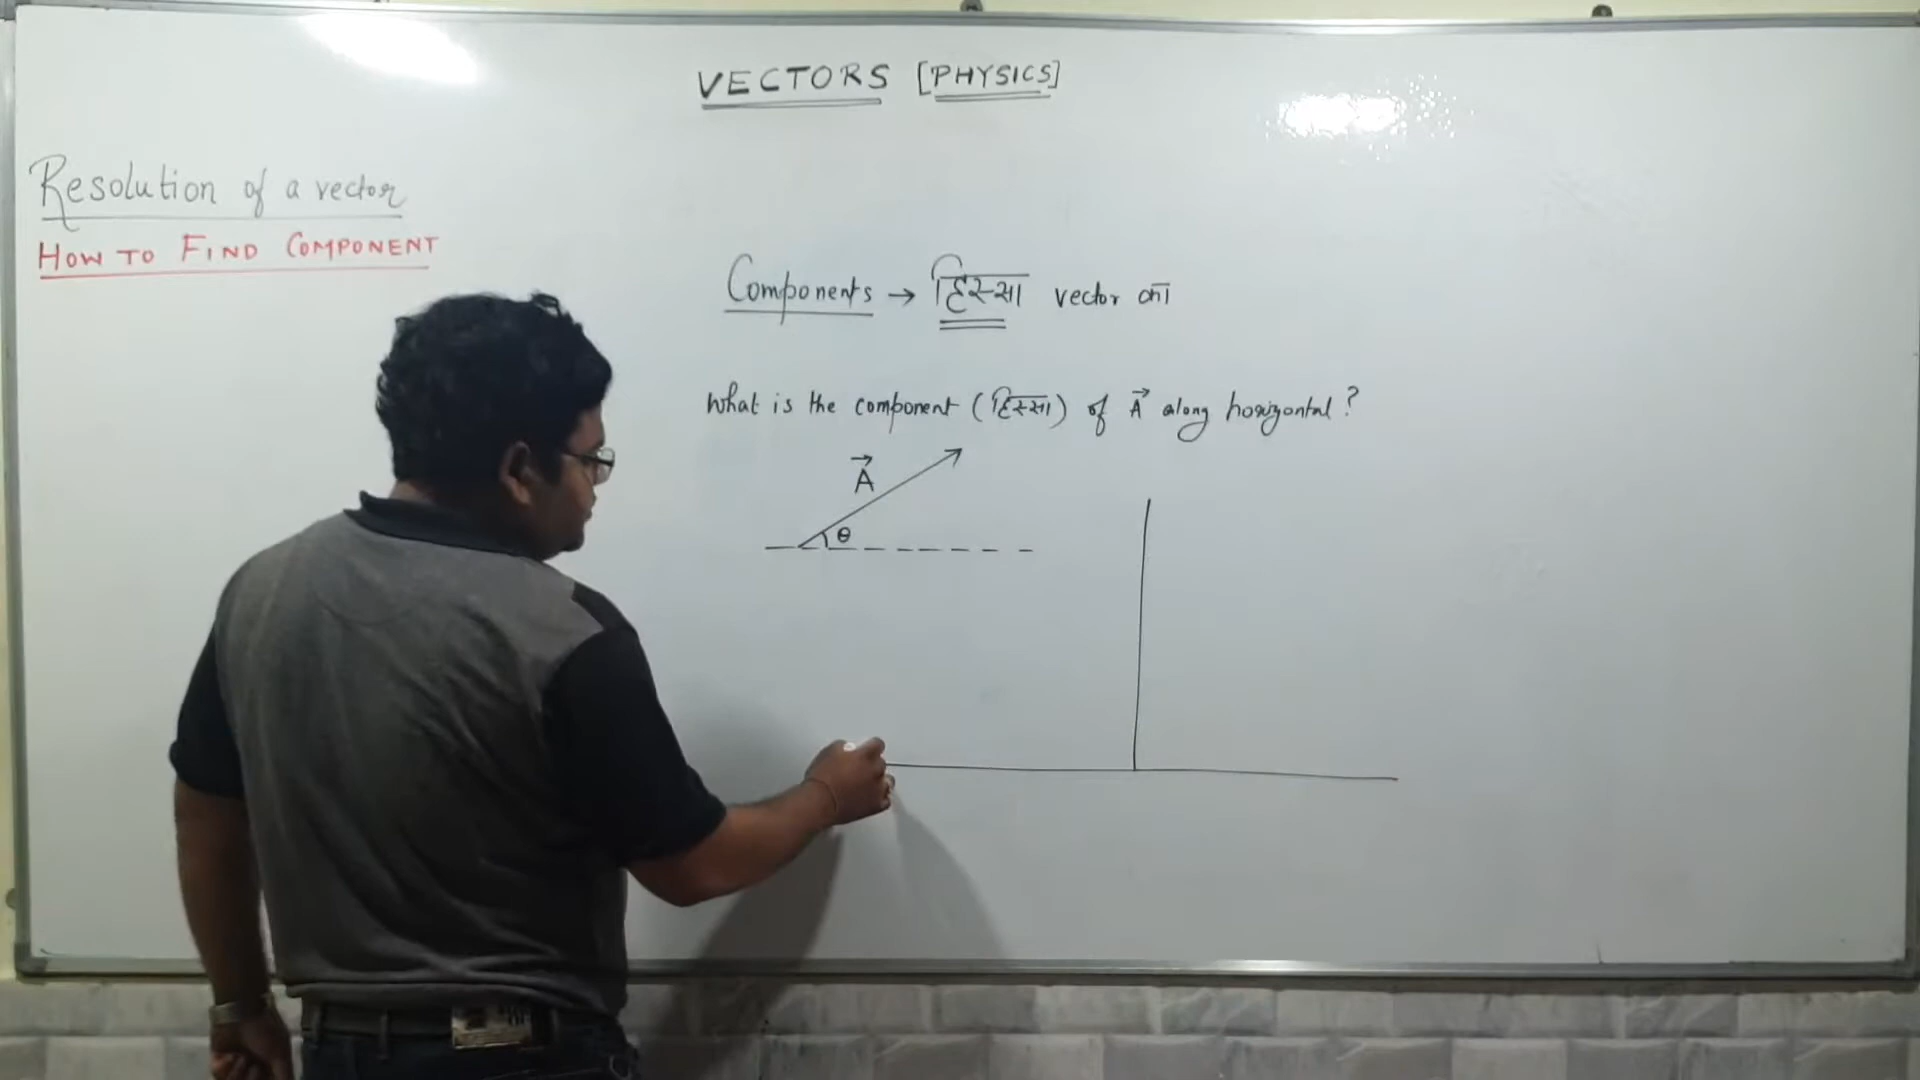 VECTORS [PHYSICS]
Resolution of a vector
HOW TO FIND COMPONENT
Components → हिस्सा vector का
What is the component (हिस्सा) of A⃗ along horizontal?
A⃗
θ